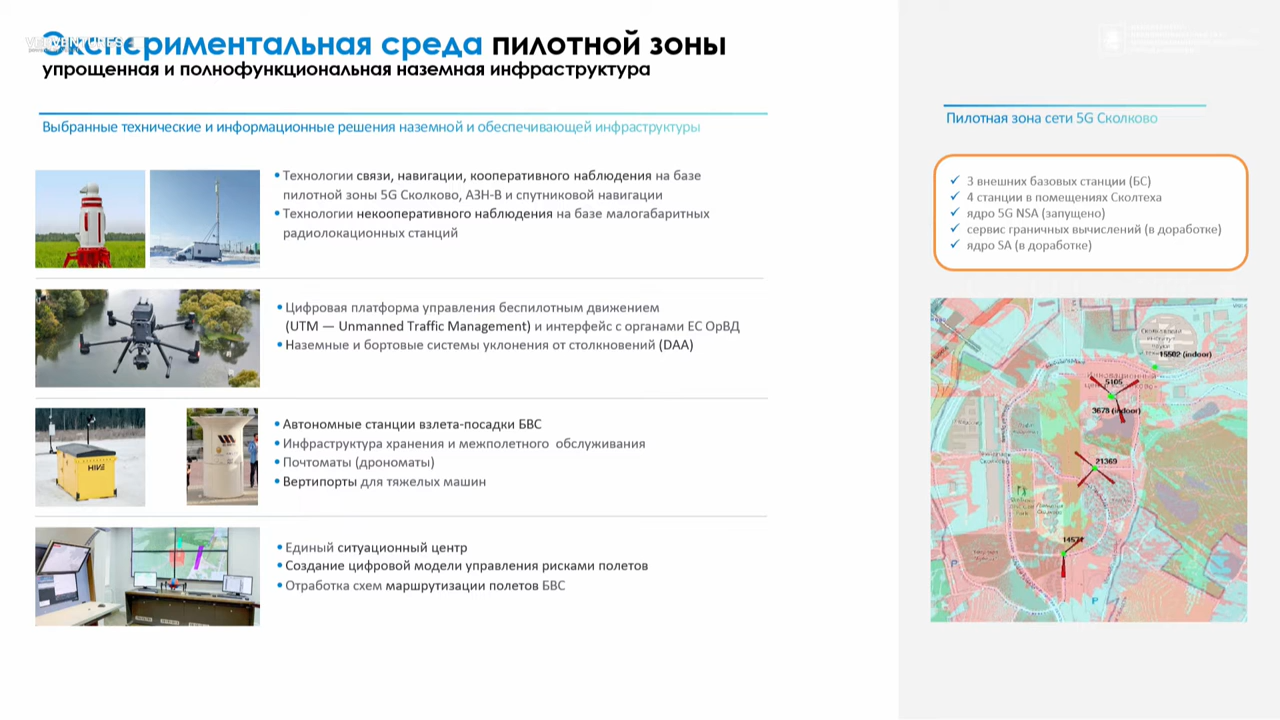 Экспериментальная среда пилотной зоны
упрощенная и полнофункциональная наземная инфраструктура
Выбранные технические и информационные решения наземной и обеспечивающей инфраструктуры
• Технологии связи, навигации, кооперативного наблюдения на базе
пилотной зоны 5G Сколково, АЗН-В и спутниковой навигации
• Технологии некооперативного наблюдения на базе малогабаритных
радиолокационных станций
• Цифровая платформа управления беспилотным движением
(UTM — Unmanned Traffic Management) и интерфейс с органами ЕС ОрВД
• Наземные и бортовые системы уклонения от столкновений (DAA)
HIVE
• Автономные станции взлета-посадки БВС
• Инфраструктура хранения и межполетного обслуживания
• Почтоматы (дрономаты)
• Вертипорты для тяжелых машин
• Единый ситуационный центр
• Создание цифровой модели управления рисками полетов
• Отработка схем маршрутизации полетов БВС
Пилотная зона сети 5G Сколково
✓ 3 внешних базовых станции (БС)
✓ 4 станции в помещениях Сколтеха
✓ ядро 5G NSA (запущено)
✓ сервис граничных вычислений (в доработке)
✓ ядро SA (в доработке)
15502 (indoor)
5105
3678 (indoor)
21369
14571
P
P